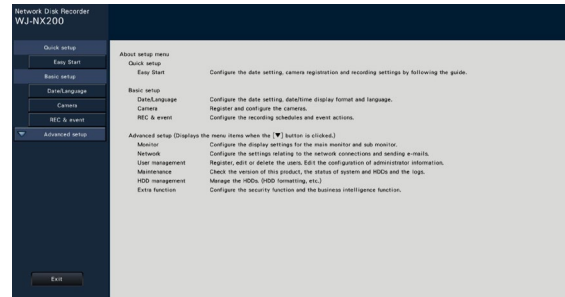 Network Disk Recorder
WJ-NX200
Quick setup
Easy Start
Basic setup
Date/Language
Camera
REC & event
Advanced setup
Exit
About setup menu
Quick setup
Easy Start Configure the date setting, camera registration and recording settings by following the guide.
Basic setup
Date/Language Configure the date setting, date/time display format and language.
Camera Register and configure the cameras.
REC & event Configure the recording schedules and event actions.
Advanced setup (Displays the menu items when the [▼] button is clicked.)
Monitor Configure the display settings for the main monitor and sub monitor.
Network Configure the settings relating to the network connections and sending e-mails.
User management Register, edit or delete the users. Edit the configuration of administrator information.
Maintenance Check the version of this product, the status of system and HDDs and the logs.
HDD management Manage the HDDs. (HDD formatting, etc.)
Extra function Configure the security function and the business intelligence function.